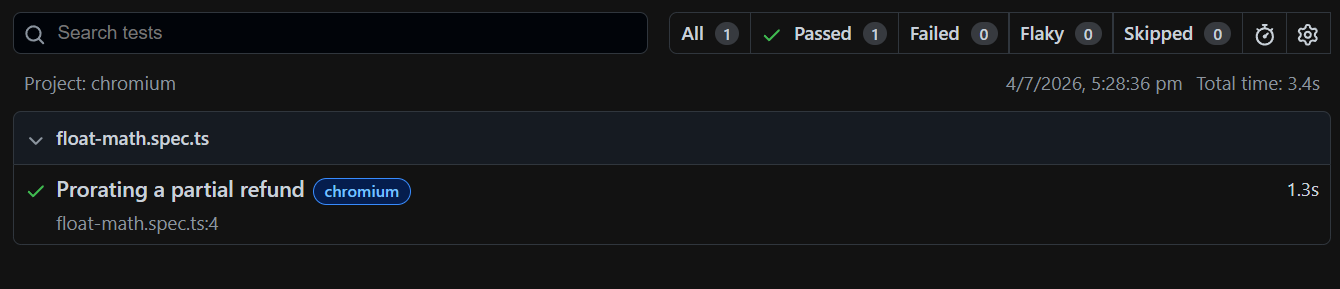 Search tests
All 1 Passed 1 Failed 0 Flaky 0 Skipped 0
Project: chromium 4/7/2026, 5:28:36 pm Total time: 3.4s
float-math.spec.ts
Prorating a partial refund chromium 1.3s
float-math.spec.ts:4